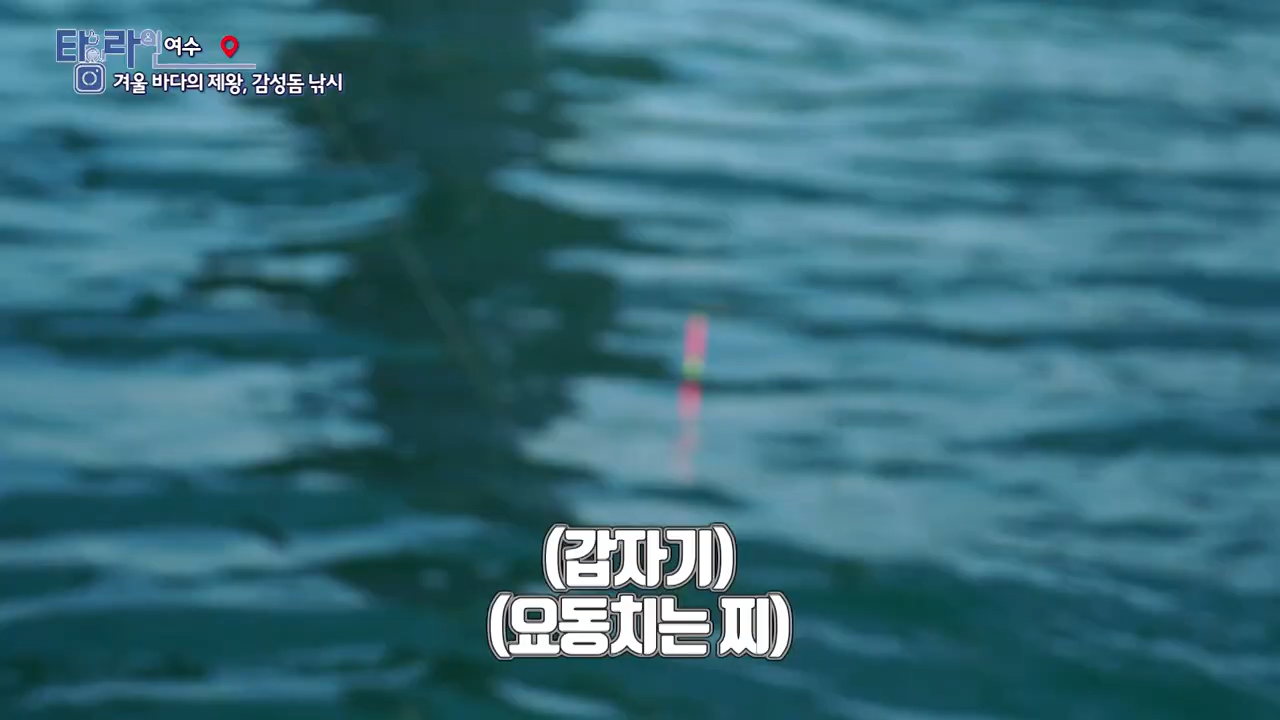 타라의 여수
겨울 바다의 제왕, 감성돔 낚시
(갑자기)
(요동치는 찌)